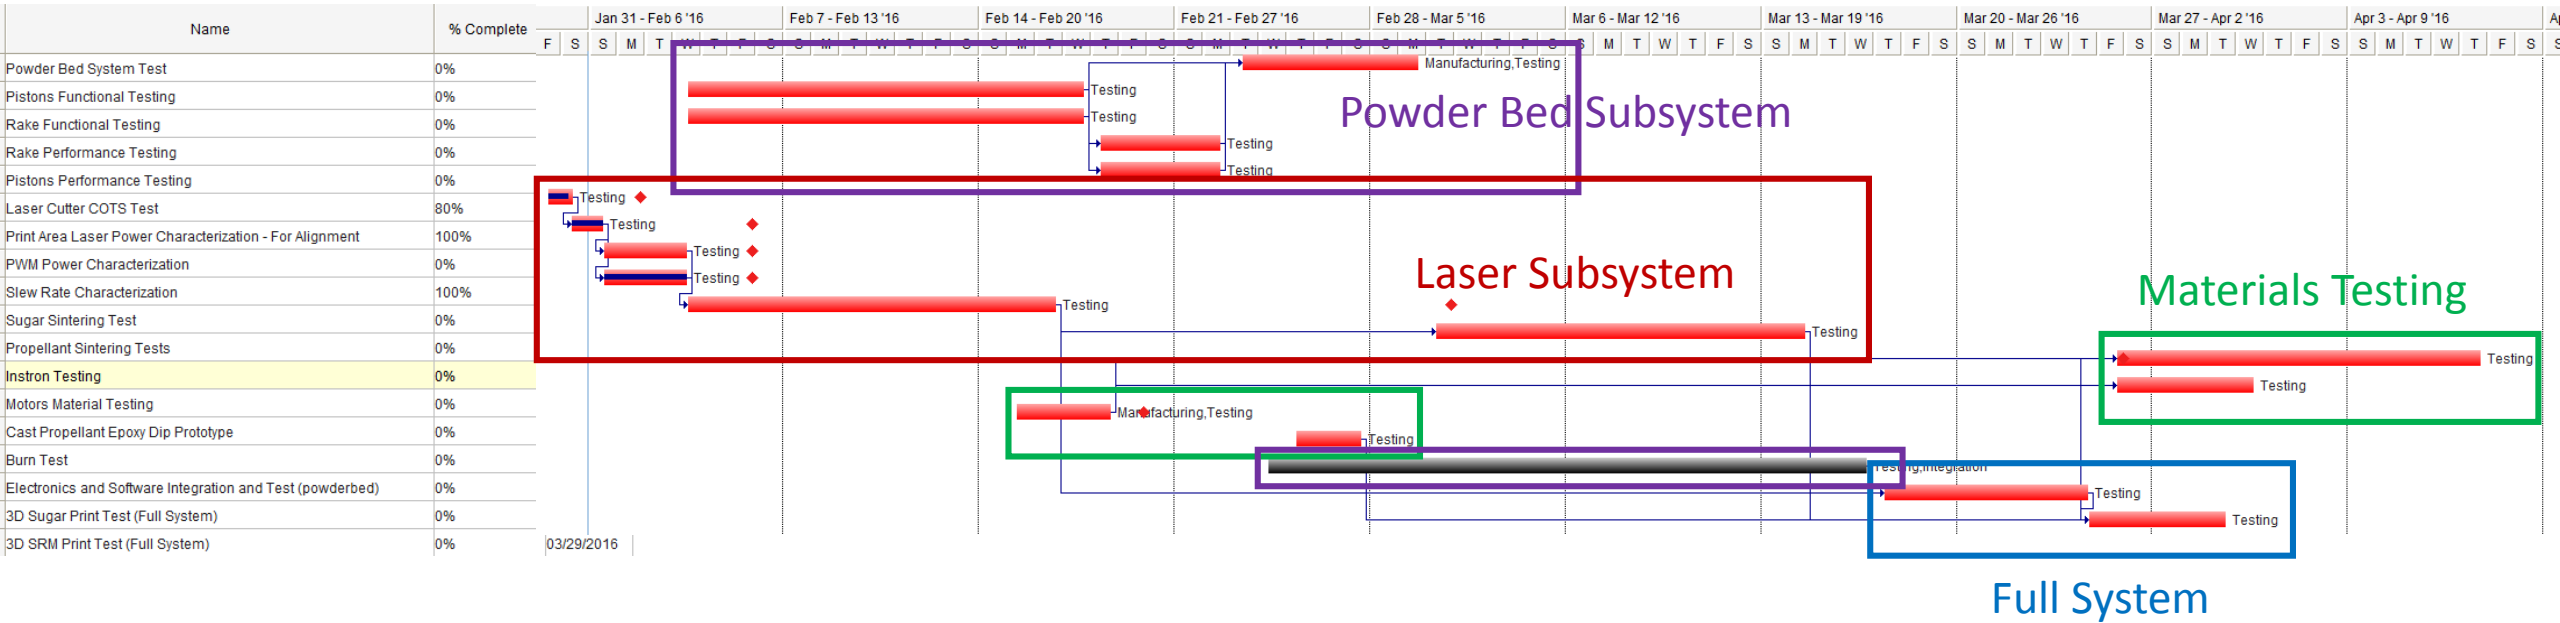 Name % Complete Jan 31 - Feb 6 '16 Feb 7 - Feb 13 '16 Feb 14 - Feb 20 '16 Feb 21 - Feb 27 '16 Feb 28 - Mar 5 '16 Mar 6 - Mar 12 '16 Mar 13 - Mar 19 '16 Mar 20 - Mar 26 '16 Mar 27 - Apr 2 '16 Apr 3 - Apr 9 '16
F S S M T W T F S S M T W T F S S M T W T F S S M T W T F S S M T W T F S S M T W T F S S M T W T F S S M T W T F S S M T W T F S S M T W T F S
Powder Bed System Test 0% Manufacturing,Testing
Pistons Functional Testing 0% Testing
Rake Functional Testing 0% Testing
Powder Bed Subsystem
Rake Performance Testing 0% Testing
Pistons Performance Testing 0% Testing
Laser Cutter COTS Test 80% Testing
Print Area Laser Power Characterization - For Alignment 100% Testing
PWM Power Characterization 0% Testing
Laser Subsystem
Slew Rate Characterization 100% Testing
Materials Testing
Sugar Sintering Test 0% Testing
Propellant Sintering Tests 0% Testing
Instron Testing 0% Testing
Motors Material Testing 0% Testing
Cast Propellant Epoxy Dip Prototype 0% Manufacturing,Testing
Burn Test 0% Testing
Electronics and Software Integration and Test (powderbed) 0% Testing,Integration
3D Sugar Print Test (Full System) 0% Testing
3D SRM Print Test (Full System) 0% Testing
03/29/2016
Full System